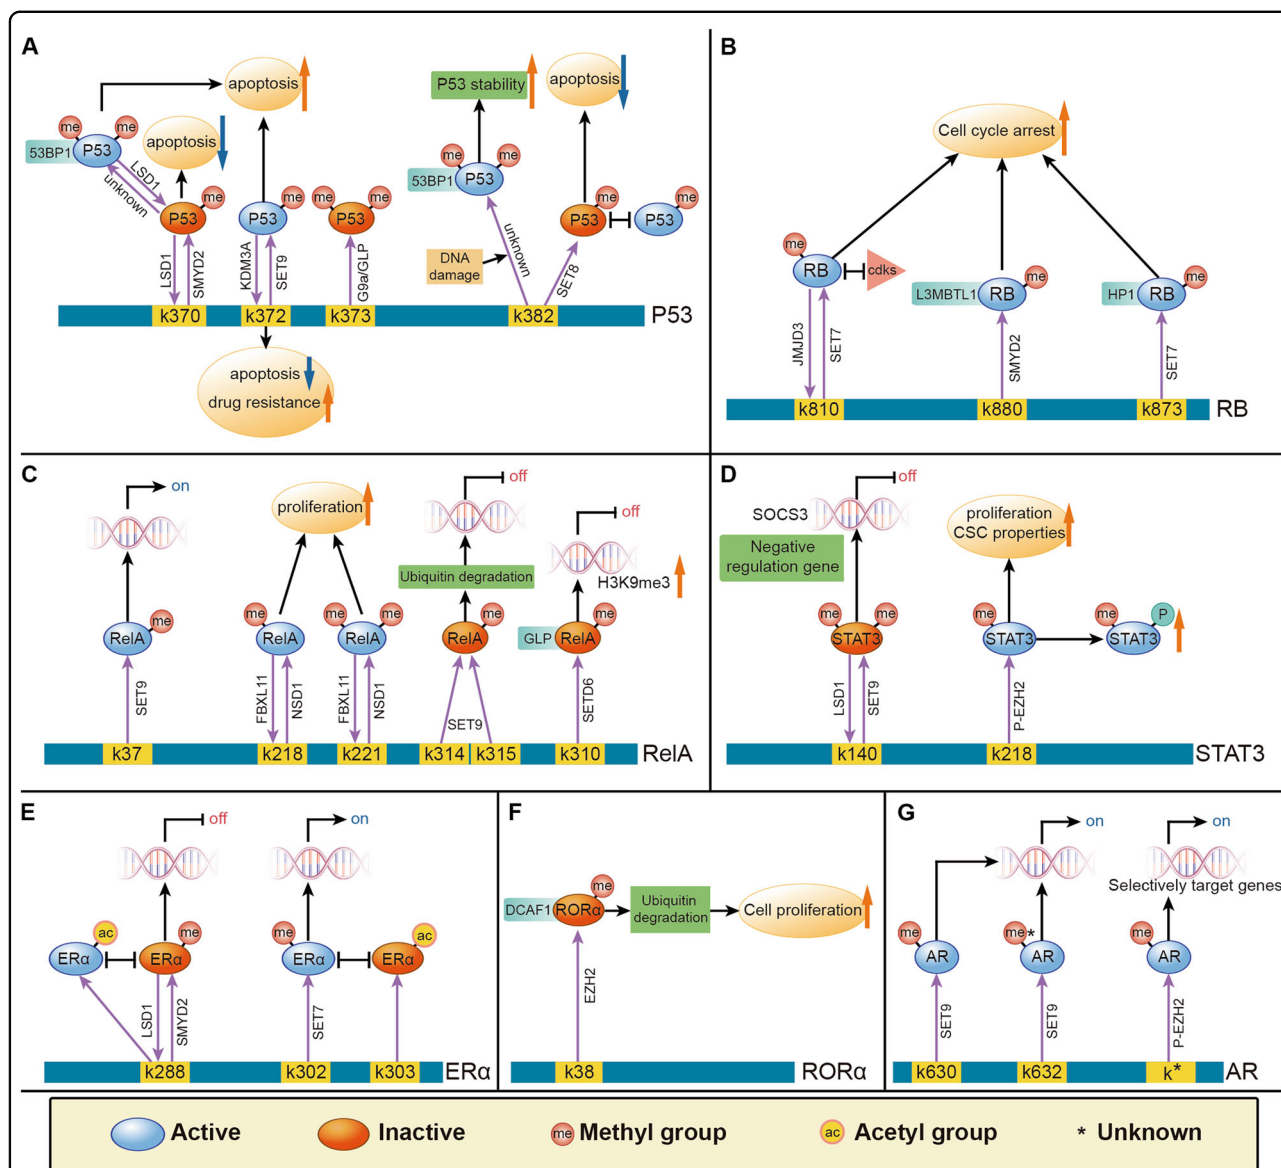 A
apoptosis
me
me
P53
53BP1
apoptosis
LSD1
unknown
P53
me
P53
me
P53
me
LSD1
SMYD2
KDM3A
SET9
G9a/GLP
P53 stability
apoptosis
me
me
53BP1
P53
P53
me
P53
me
DNA
damage
unknown
SET8
k370
k372
k373
k382
P53
apoptosis
drug resistance
B
Cell cycle arrest
me
RB
cdks
L3MBTL1
RB
me
HP1
RB
me
JMJD3
SET7
SMYD2
SET7
k810
k880
k873
RB
C
on
proliferation
off
off
Ubiquitin degradation
H3K9me3
RelA
me
me
RelA
me
RelA
me
RelA
me
GLP
RelA
me
SET9
FBXL11
NSD1
FBXL11
NSD1
SET9
SETD6
k37
k218
k221
k314
k315
k310
RelA
D
off
SOCS3
Negative
regulation gene
proliferation
CSC properties
me
me
STAT3
me
STAT3
me
P
STAT3
LSD1
SET9
P-EZH2
k140
k218
STAT3
E
off
on
ac
ERα
me
ERα
me
ERα
ac
ERα
LSD1
SMYD2
SET7
k288
k302
k303
ERα
F
DCAF1
RORα
me
Ubiquitin
degradation
Cell proliferation
EZH2
k38
RORα
G
on
on
Selectively target genes
me
AR
me*
AR
me
AR
SET9
SET9
P-EZH2
k630
k632
k*
AR
Active
Inactive
me Methyl group
ac Acetyl group
* Unknown